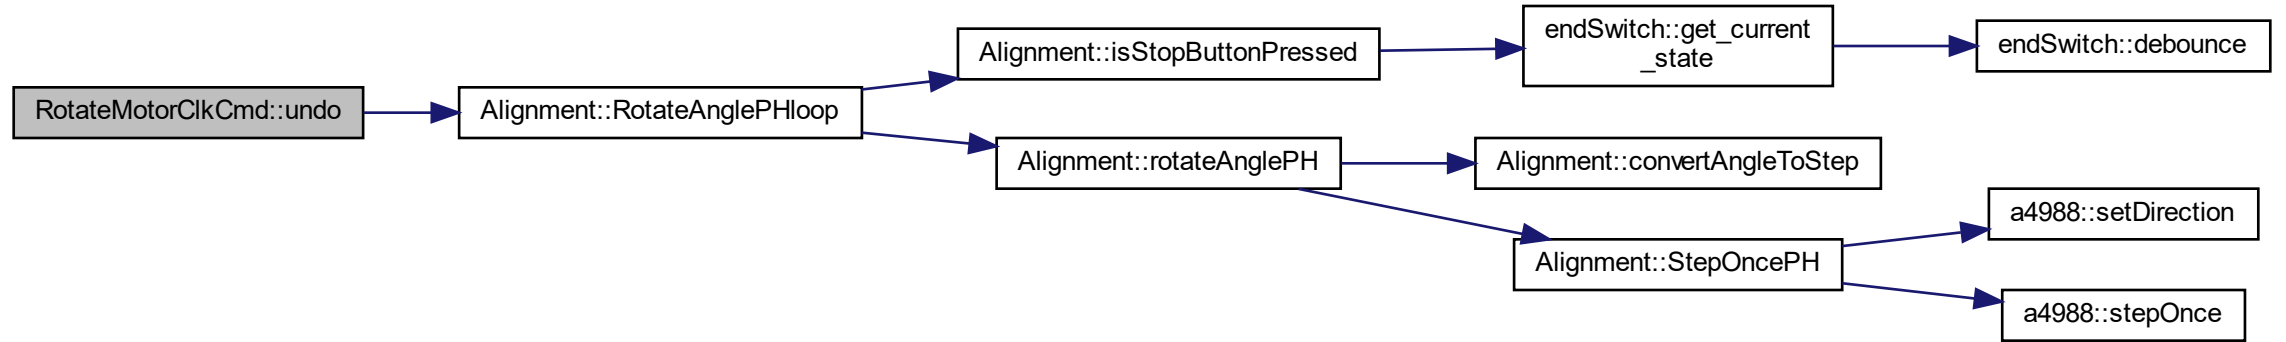 RotateMotorClkCmd::undo
Alignment::RotateAnglePHloop
Alignment::isStopButtonPressed
endSwitch::get_current
_state
endSwitch::debounce
Alignment::rotateAnglePH
Alignment::convertAngleToStep
Alignment::StepOncePH
a4988::setDirection
a4988::stepOnce